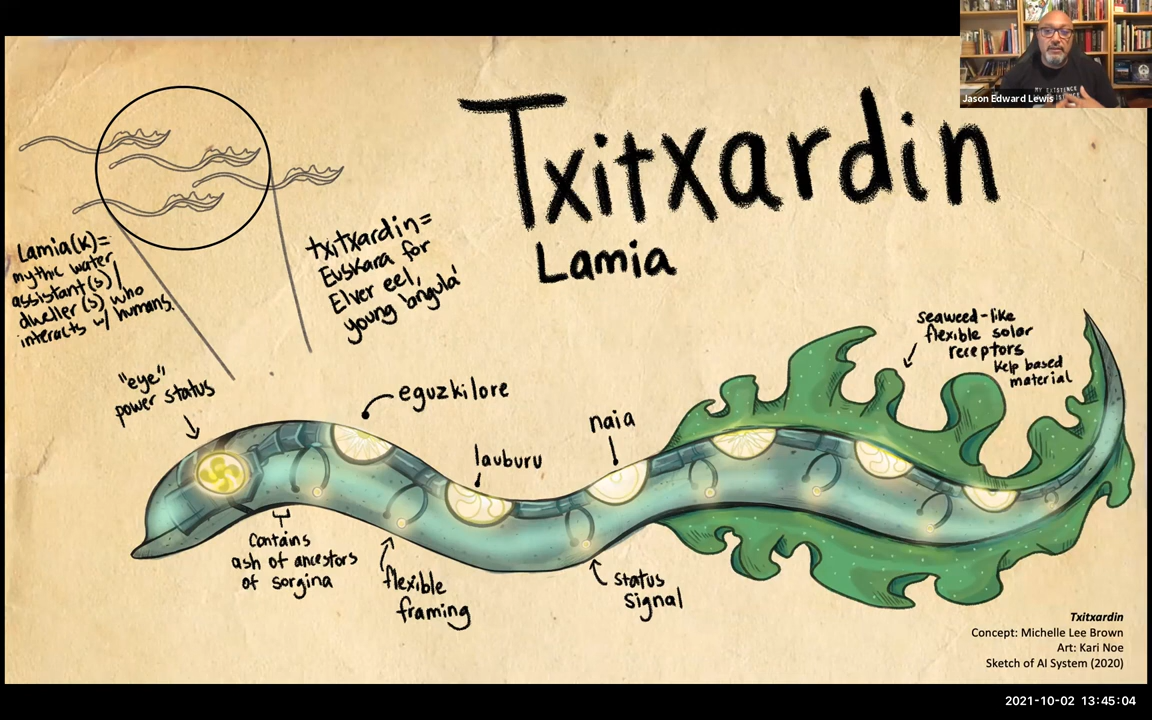 Jason Edward Lewis
MY EXISTENCE
Txitxardin
Lamia
Lamia(k)=
mythic water
assistant(s)/
dweller(s) who
interacts w/ humans.
txitxardin=
Euskara for
Elver eel,
young 'angula'
"eye"
power status
eguzkilore
lauburu
naia
seaweed-like
flexible solar
receptors
kelp based
material
contains
ash of ancestors
of sorgina
flexible
framing
status
signal
Txitxardin
Concept: Michelle Lee Brown
Art: Kari Noe
Sketch of AI System (2020)
2021-10-02 13:45:04